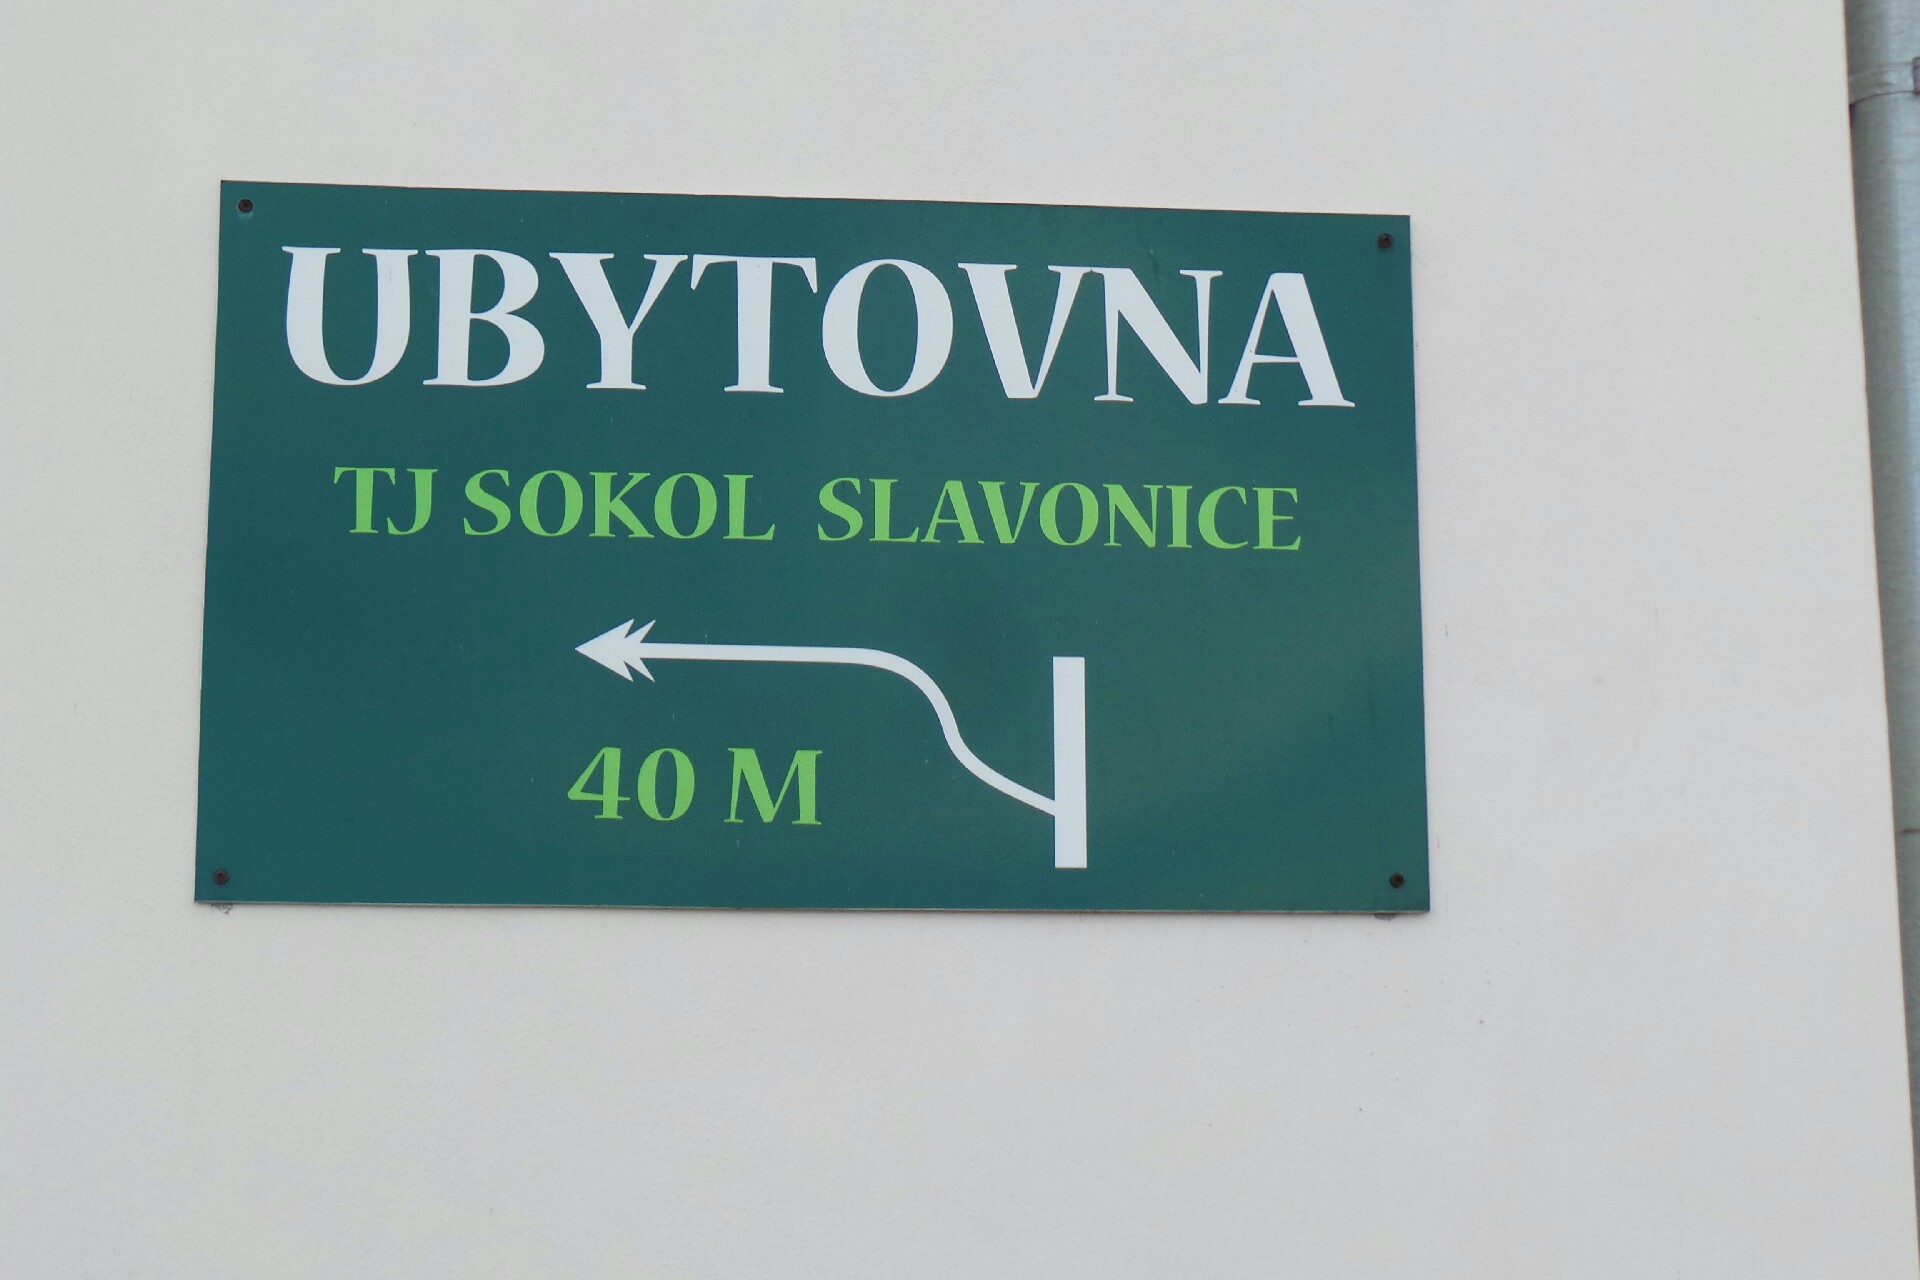 UBYTOVNA
TJ SOKOL SLAVONICE
40 M